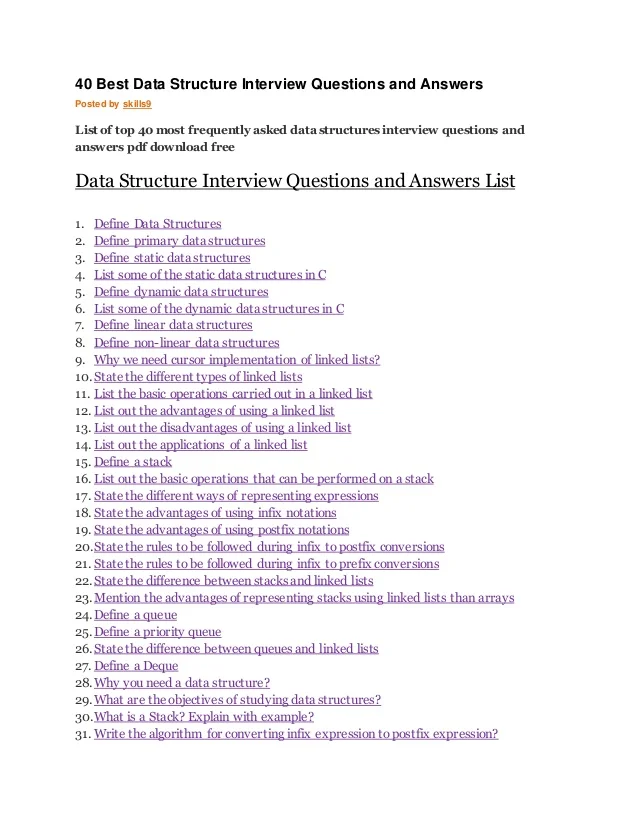 40 Best Data Structure Interview Questions and Answers
Posted by skills9
List of top 40 most frequently asked data structures interview questions and
answers pdf download free
Data Structure Interview Questions and Answers List
1. Define Data Structures
2. Define primary data structures
3. Define static data structures
4. List some of the static data structures in C
5. Define dynamic data structures
6. List some of the dynamic data structures in C
7. Define linear data structures
8. Define non-linear data structures
9. Why we need cursor implementation of linked lists?
10. State the different types of linked lists
11. List the basic operations carried out in a linked list
12. List out the advantages of using a linked list
13. List out the disadvantages of using a linked list
14. List out the applications of a linked list
15. Define a stack
16. List out the basic operations that can be performed on a stack
17. State the different ways of representing expressions
18. State the advantages of using infix notations
19. State the advantages of using postfix notations
20. State the rules to be followed during infix to postfix conversions
21. State the rules to be followed during infix to prefix conversions
22. State the difference between stacks and linked lists
23. Mention the advantages of representing stacks using linked lists than arrays
24. Define a queue
25. Define a priority queue
26. State the difference between queues and linked lists
27. Define a Deque
28. Why you need a data structure?
29. What are the objectives of studying data structures?
30. What is a Stack? Explain with example?
31. Write the algorithm for converting infix expression to postfix expression?